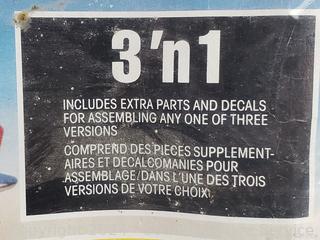 3'n1
INCLUDES EXTRA PARTS AND DECALS
FOR ASSEMBLING ANY ONE OF THREE
VERSIONS
COMPREND DES PIECES SUPPLEMENT-
AIRES ET DECALCOMANIES POUR
ASSEMBLAGE/DANS L'UNE DES TROIS
VERSIONS DE VOTRE CHOIX